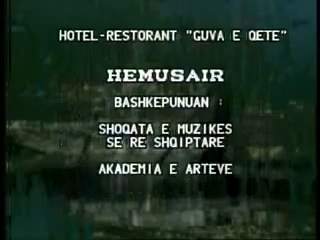 HOTEL-RESTORANT "GUVA E QETE"
HEMUSAIR
BASHKEPUNUAN :
SHOQATA E MUZIKES
SE RE SHQIPTARE
AKADEMIA E ARTEVE